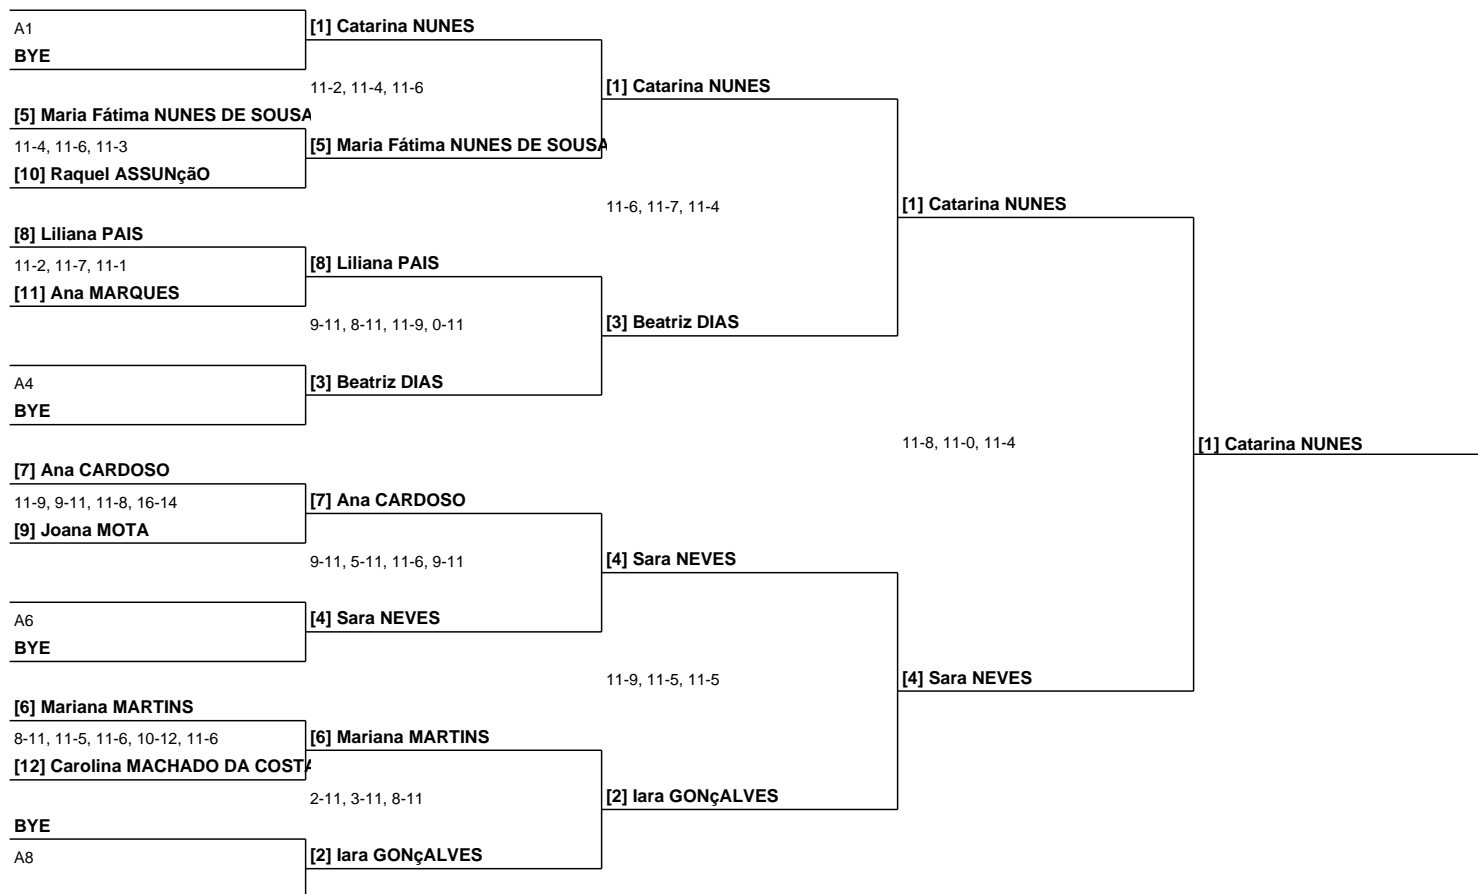 A1
BYE
[1] Catarina NUNES
11-2, 11-4, 11-6
[1] Catarina NUNES
[5] Maria Fátima NUNES DE SOUSA
11-4, 11-6, 11-3
[10] Raquel ASSUNçãO
[5] Maria Fátima NUNES DE SOUSA
11-6, 11-7, 11-4
[1] Catarina NUNES
[8] Liliana PAIS
11-2, 11-7, 11-1
[11] Ana MARQUES
[8] Liliana PAIS
9-11, 8-11, 11-9, 0-11
[3] Beatriz DIAS
A4
BYE
[3] Beatriz DIAS
11-8, 11-0, 11-4
[1] Catarina NUNES
[7] Ana CARDOSO
11-9, 9-11, 11-8, 16-14
[9] Joana MOTA
[7] Ana CARDOSO
9-11, 5-11, 11-6, 9-11
[4] Sara NEVES
A6
BYE
[4] Sara NEVES
11-9, 11-5, 11-5
[4] Sara NEVES
[6] Mariana MARTINS
8-11, 11-5, 11-6, 10-12, 11-6
[12] Carolina MACHADO DA COSTA
[6] Mariana MARTINS
2-11, 3-11, 8-11
[2] Iara GONçALVES
BYE
A8
[2] Iara GONçALVES